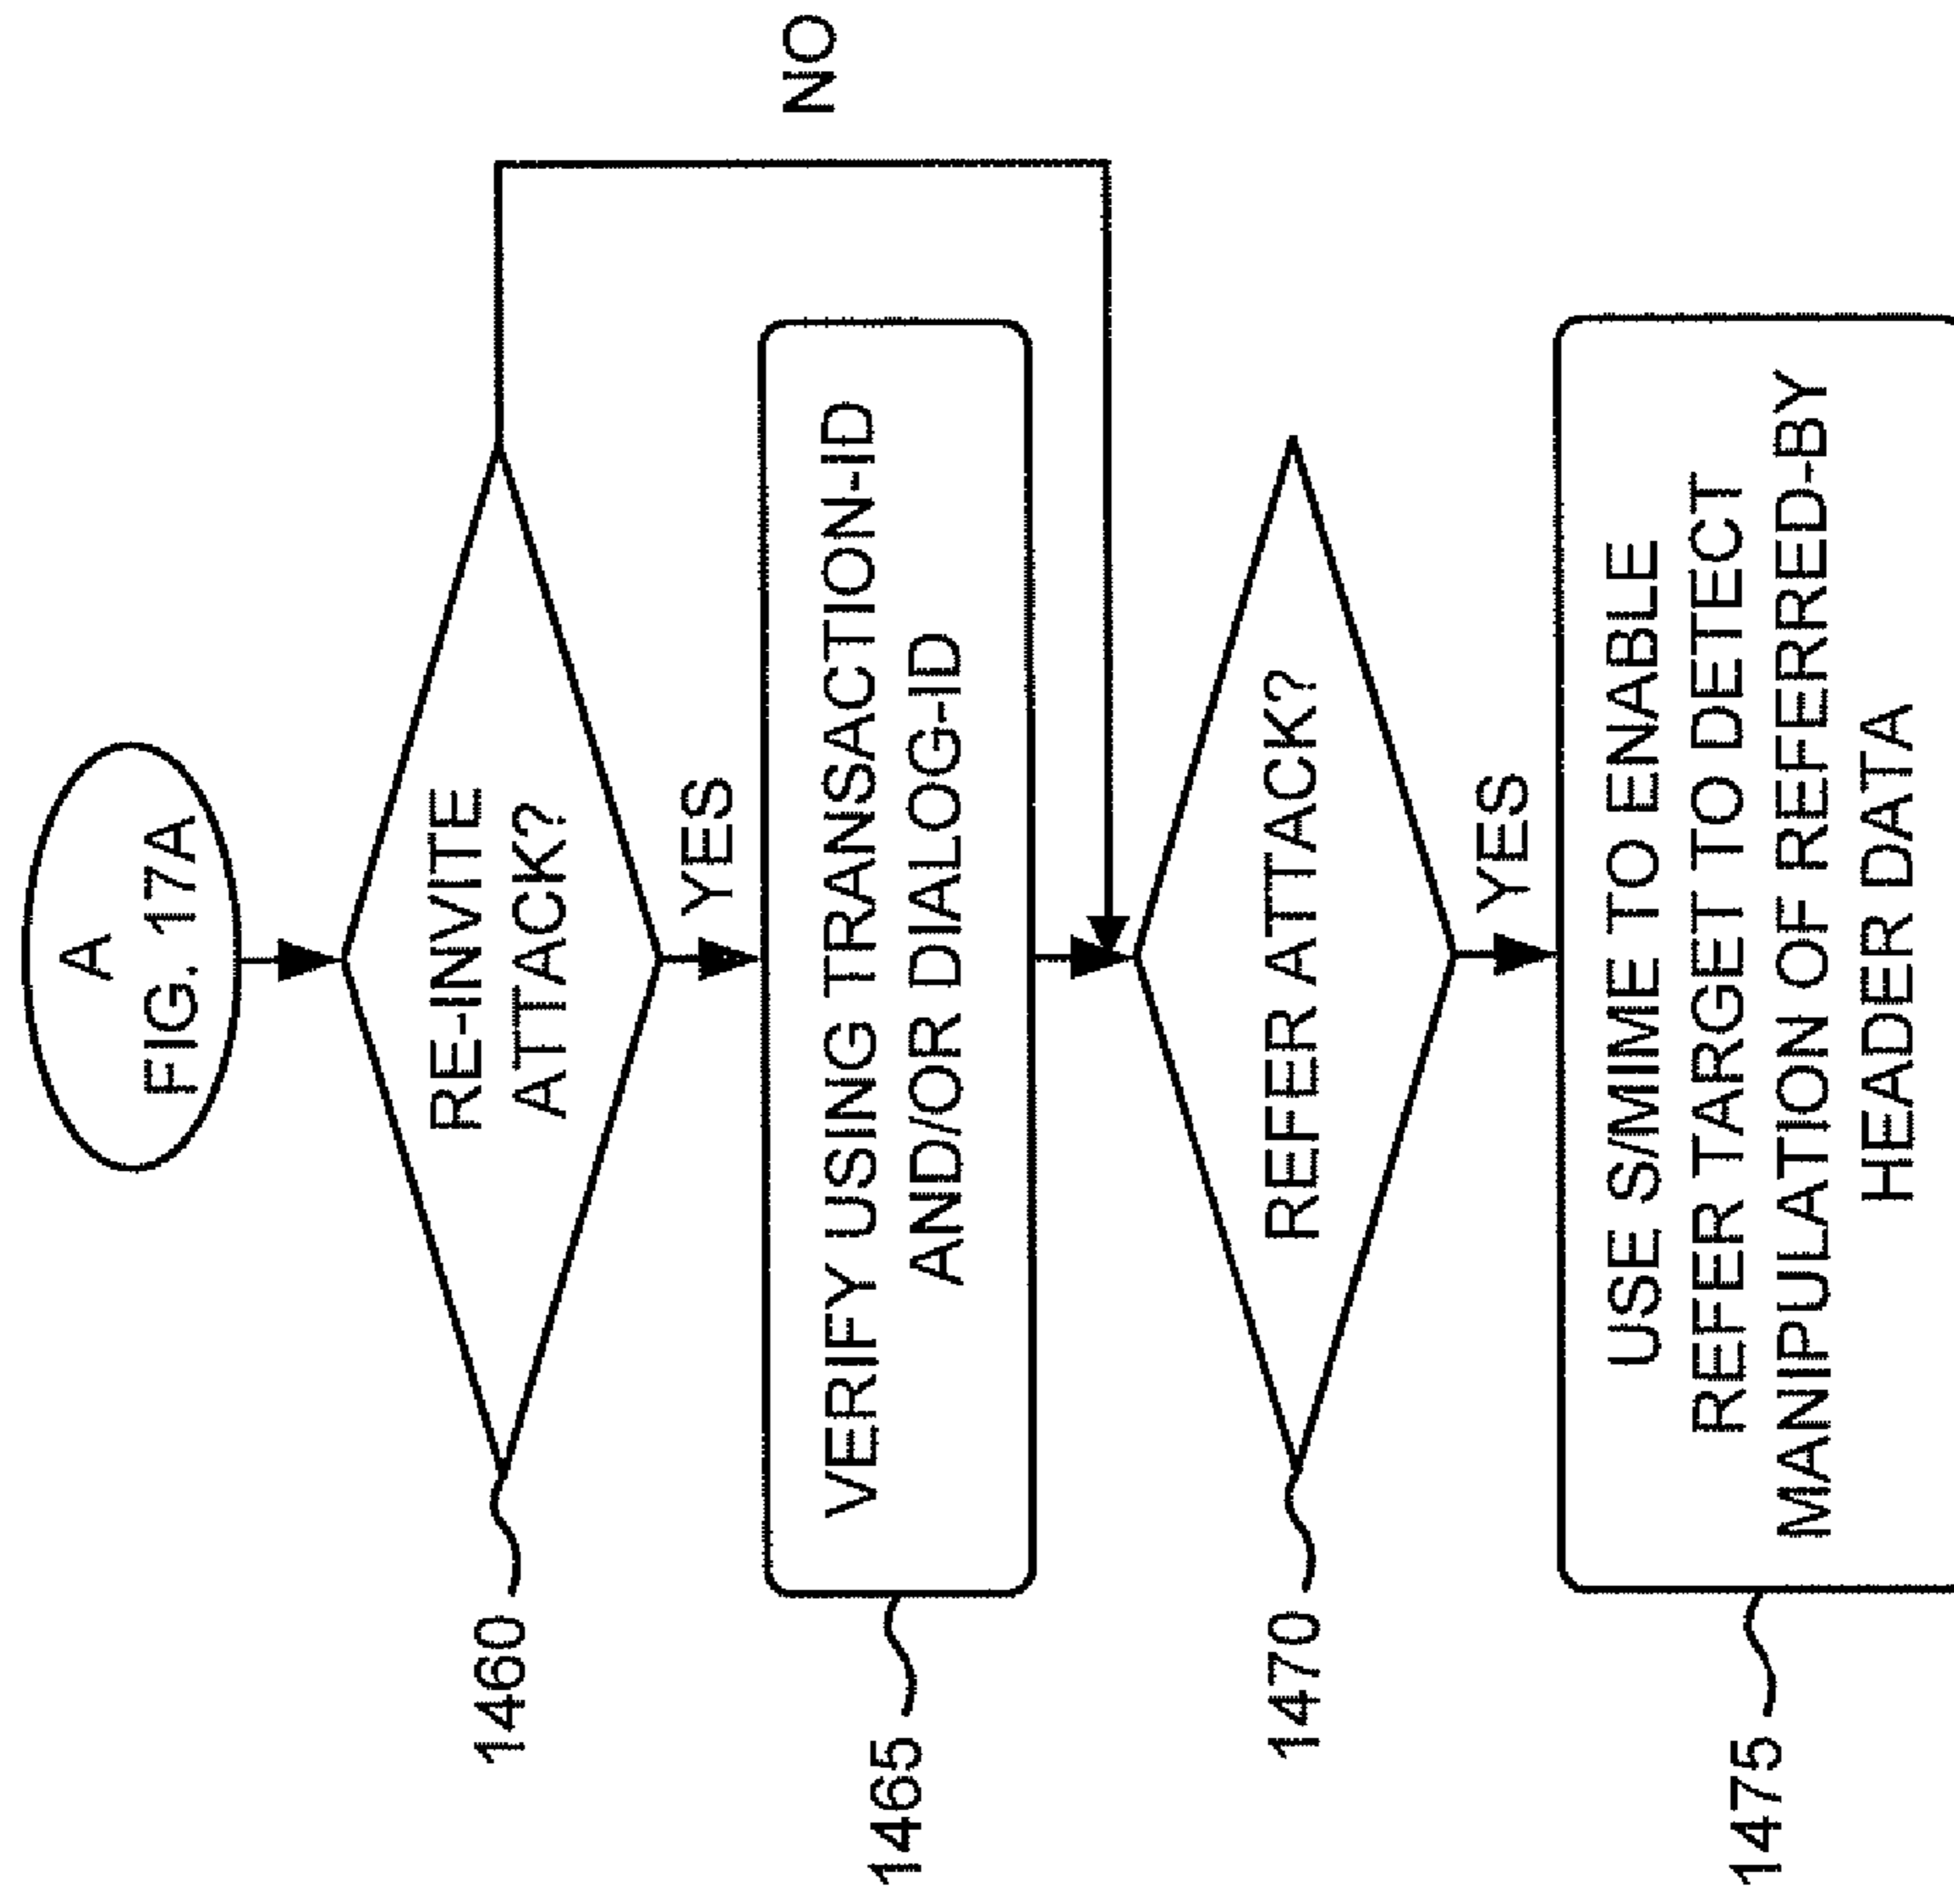 A
FIG. 17A
1460
RE-INVITE
ATTACK?
NO
YES
1465
VERIFY USING TRANSACTION-ID
AND/OR DIALOG-ID
1470
REFER ATTACK?
YES
1475
USE S/MIME TO ENABLE
REFER TARGET TO DETECT
MANIPULATION OF REFERRED-BY
HEADER DATA